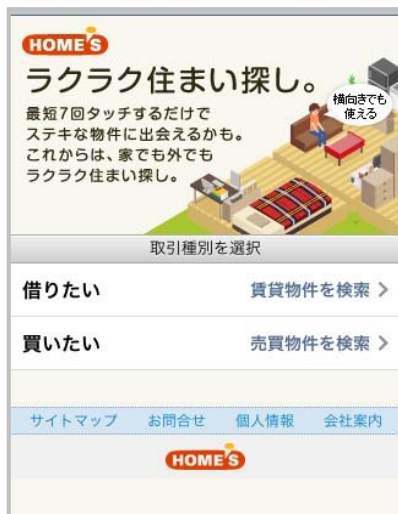 HOME'S
ラクラク住まい探し。
最短7回タッチするだけで
ステキな物件に出会えるかも。
これからは、家でも外でも
ラクラク住まい探し。
横向きでも
使える
取引種別を選択
借りたい 賃貸物件を検索
買いたい 売買物件を検索
サイトマップ お問合せ 個人情報 会社案内
HOME'S